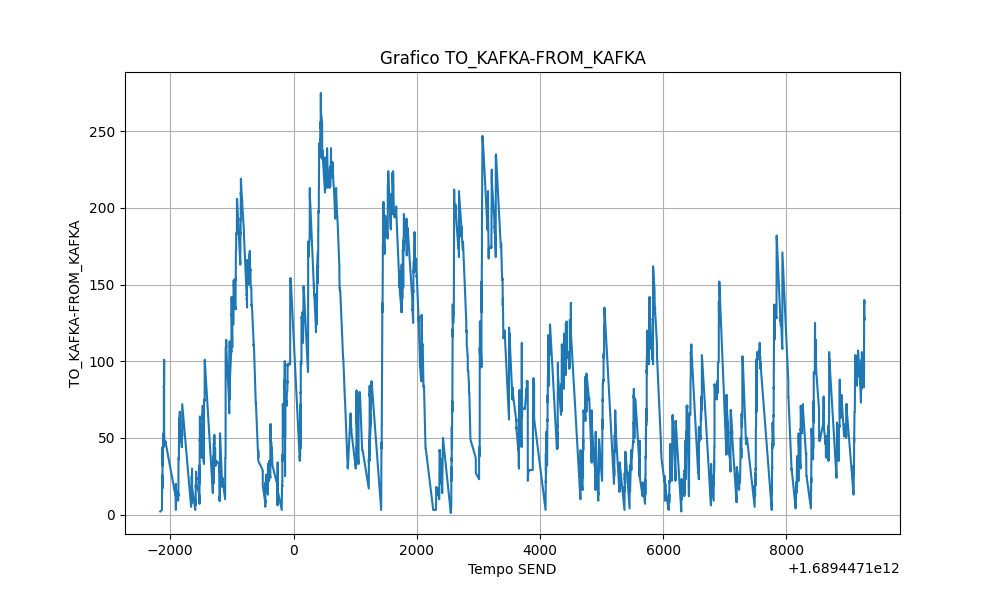 Grafico TO_KAFKA-FROM_KAFKA
TO_KAFKA-FROM_KAFKA
250
200
150
100
50
0
−2000 0 2000 4000 6000 8000
Tempo SEND
+1.6894471e12